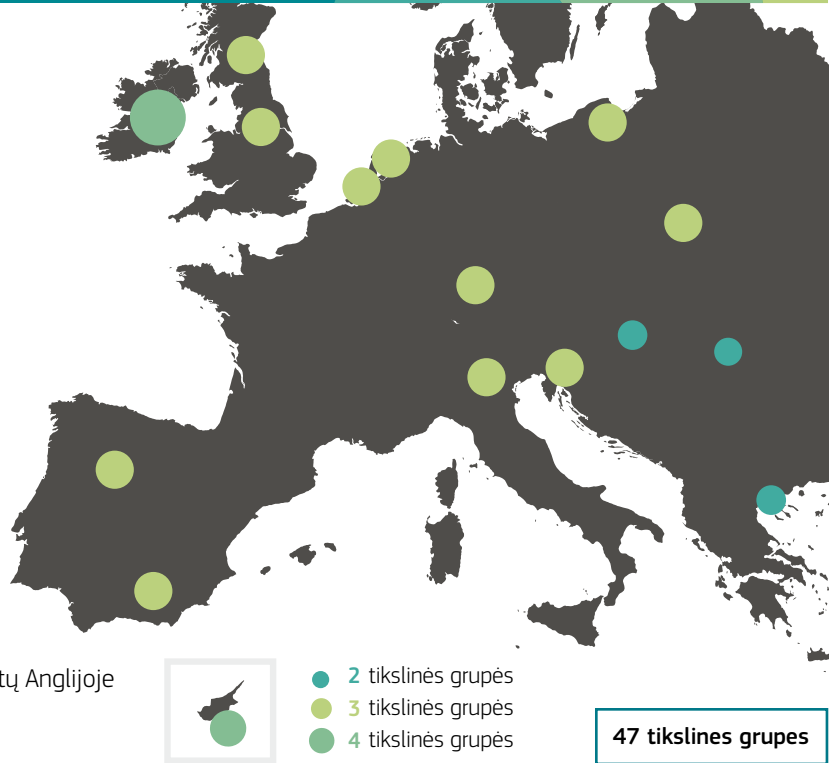 tų Anglijoje
2 tikslinės grupės
3 tikslinės grupės
4 tikslinės grupės
47 tikslines grupes